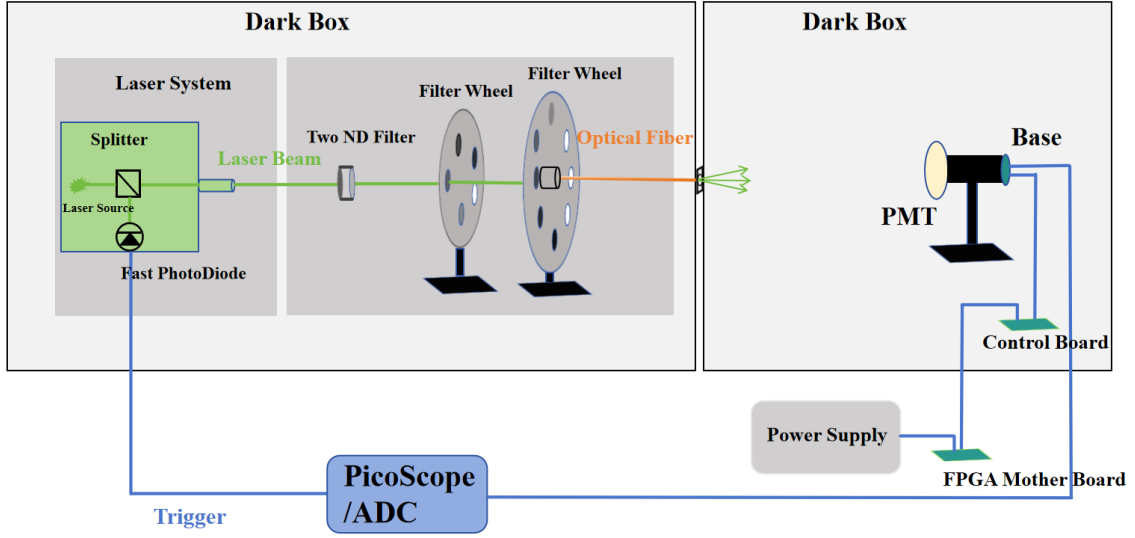 Dark Box
Dark Box
Laser System
Filter Wheel
Filter Wheel
Splitter
Two ND Filter
Optical Fiber
Laser Beam
Base
Laser Source
PMT
Fast PhotoDiode
Control Board
Power Supply
PicoScope
/ADC
FPGA Mother Board
Trigger